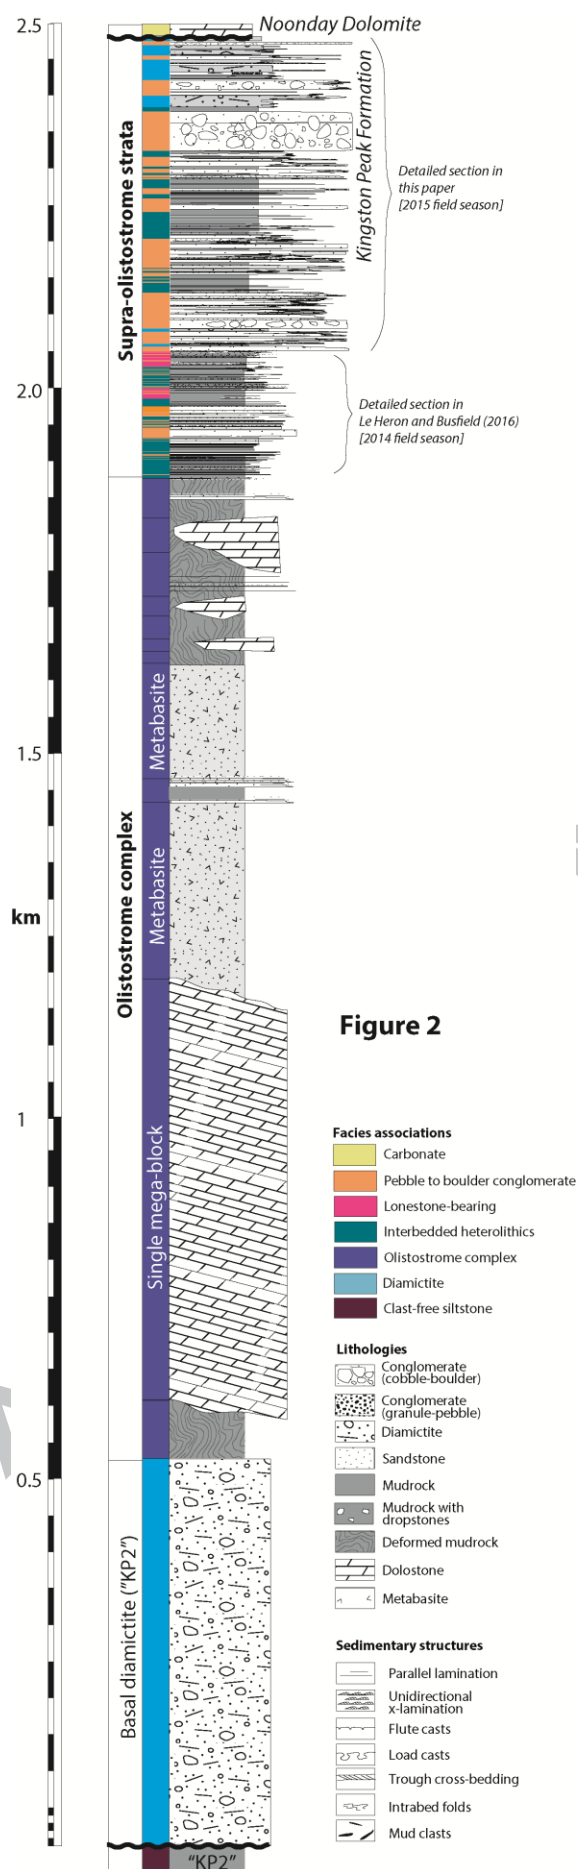 2.5
Noonday Dolomite
Kingston Peak Formation
Supra-olistostrome strata
Detailed section in
this paper
[2015 field season]
2.0
Detailed section in
Le Heron and Busfield (2016)
[2014 field season]
Metabasite
1.5
Olistostrome complex
Metabasite
km
Figure 2
1
Single mega-block
Facies associations
Carbonate
Pebble to boulder conglomerate
Lonestone-bearing
Interbedded heterolithics
Olistostrome complex
Diamictite
Clast-free siltstone
Lithologies
Conglomerate
(cobble-boulder)
Conglomerate
(granule-pebble)
Diamictite
Sandstone
0.5
Mudrock
Mudrock with
dropstones
Deformed mudrock
Dolostone
Metabasite
Basal diamictite ("KP2")
Sedimentary structures
Parallel lamination
Unidirectional
x-lamination
Flute casts
Load casts
Trough cross-bedding
Intrabed folds
Mud clasts
"KP2"